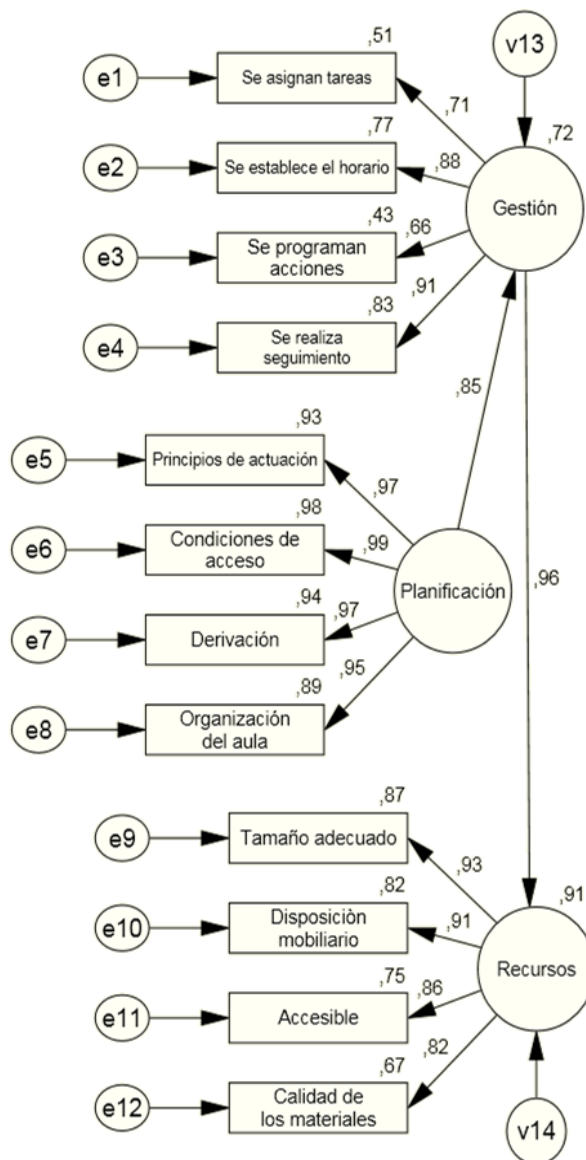 ,51
v13
e1
Se asignan tareas
,71
,72
,77
e2
Se establece el horario
,88
Gestión
,43
,66
e3
Se programan
acciones
,91
,83
e4
Se realiza
seguimiento
,85
,93
e5
Principios de actuación
,97
,98
e6
Condiciones de
acceso
,99
Planificación
,96
,94
,97
e7
Derivación
,95
,89
e8
Organización
del aula
,87
e9
Tamaño adecuado
,93
,91
,82
e10
Disposiciòn
mobiliario
,91
Recursos
,75
,86
e11
Accesible
,82
,67
e12
Calidad de
los materiales
v14